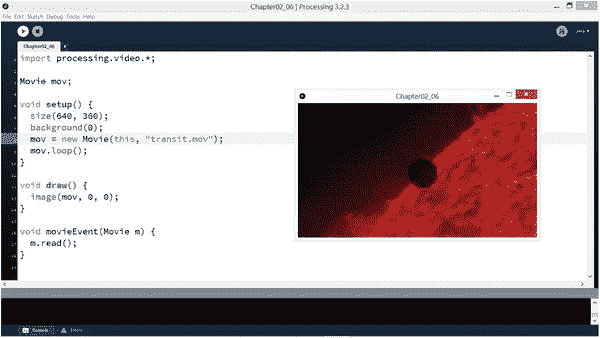 Chapter02_06 | Processing 3.2.3
File Edit Sketch Debug Tools Help
Chapter02_06
import processing.video.*;
Movie mov;
void setup() {
size(640, 360);
background(0);
mov = new Movie(this, "transit.mov");
mov.loop();
}
void draw() {
image(mov, 0, 0);
}
void movieEvent(Movie m) {
m.read();
}
Chapter02_06
Console
Errors